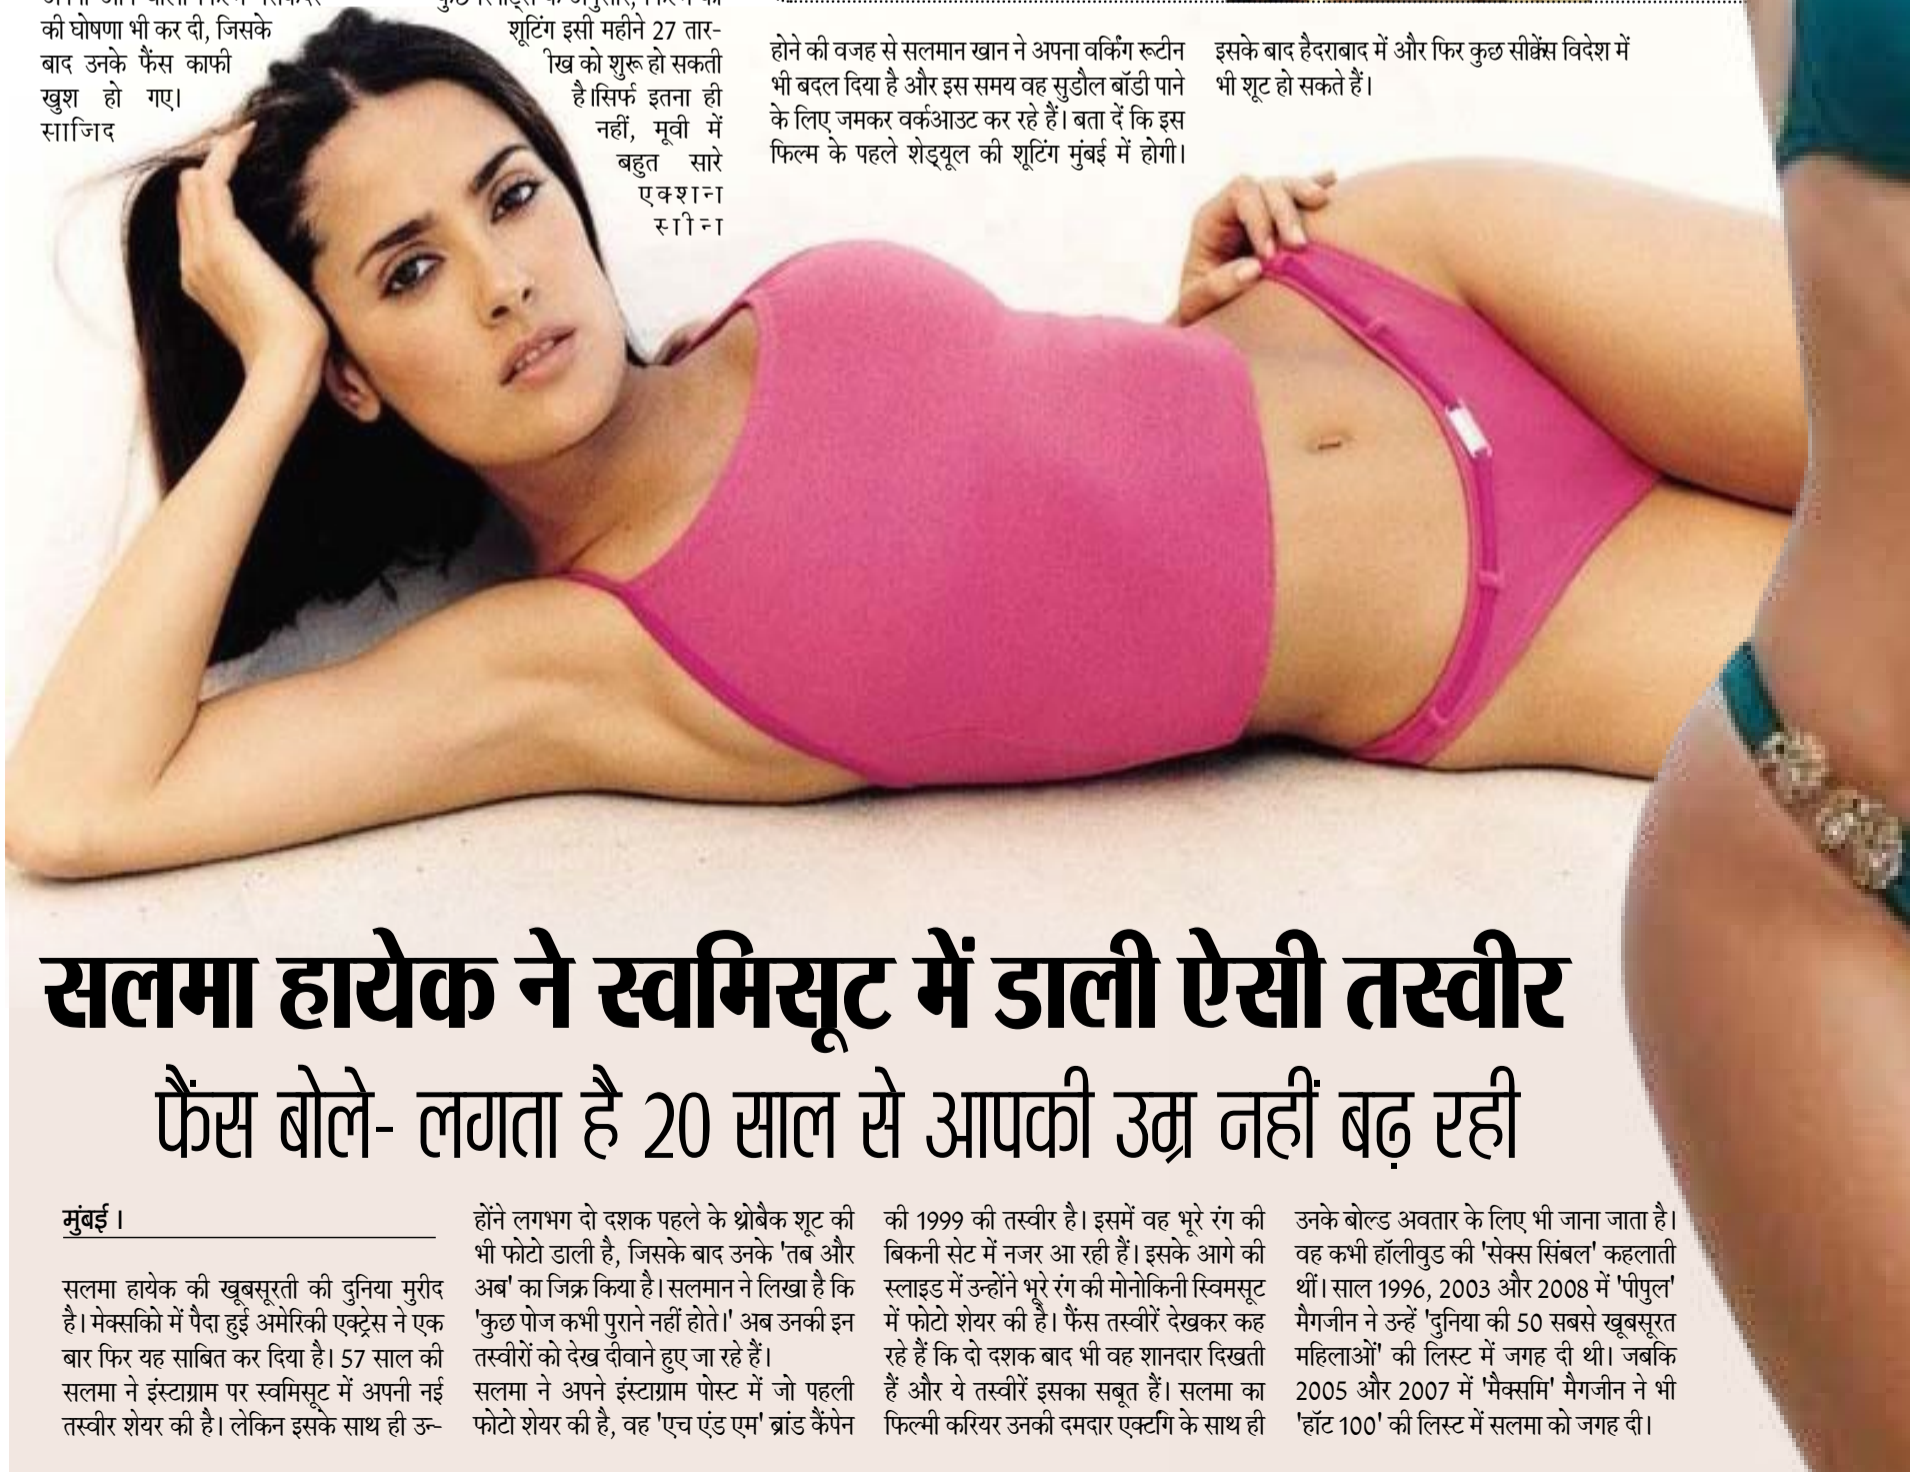 की घोषणा भी कर दी, जिसके
बाद उनके फैंस काफी
खुश हो गए।
साजिद
शूटिंग इसी महीने 27 तार-
ीख को शुरू हो सकती
है।सिर्फ इतना ही
नहीं, मूवी में
बहुत सारे
एक्शन
सीन
होने की वजह से सलमान खान ने अपना वर्किंग रूटीन
भी बदल दिया है और इस समय वह सुडौल बॉडी पाने
के लिए जमकर वर्कआउट कर रहे हैं। बता दें कि इस
फिल्म के पहले शेड्यूल की शूटिंग मुंबई में होगी।
इसके बाद हैदराबाद में और फिर कुछ सीक्वेंस विदेश में
भी शूट हो सकते हैं।
सलमा हायेक ने स्वमिसूट में डाली ऐसी तस्वीर
फैंस बोले- लगता है 20 साल से आपकी उम्र नहीं बढ़ रही
मुंबई ।
सलमा हायेक की खूबसूरती की दुनिया मुरीद
है। मेक्सिको में पैदा हुई अमेरिकी एक्ट्रेस ने एक
बार फिर यह साबित कर दिया है। 57 साल की
सलमा ने इंस्टाग्राम पर स्वमिसूट में अपनी नई
तस्वीर शेयर की है। लेकिन इसके साथ ही उन-
होंने लगभग दो दशक पहले के थ्रोबैक शूट की
भी फोटो डाली है, जिसके बाद उनके 'तब और
अब' का जिक्र किया है। सलमान ने लिखा है कि
'कुछ पोज कभी पुराने नहीं होते।' अब उनकी इन
तस्वीरों को देख दीवाने हुए जा रहे हैं।
सलमा ने अपने इंस्टाग्राम पोस्ट में जो पहली
फोटो शेयर की है, वह 'एच एंड एम' ब्रांड कैंपेन
की 1999 की तस्वीर है। इसमें वह भूरे रंग की
बिकनी सेट में नजर आ रही हैं। इसके आगे की
स्लाइड में उन्होंने भूरे रंग की मोनोकिनी स्विमसूट
में फोटो शेयर की है। फैंस तस्वीरें देखकर कह
रहे हैं कि दो दशक बाद भी वह शानदार दिखती
हैं और ये तस्वीरें इसका सबूत हैं। सलमा का
फिल्मी करियर उनकी दमदार एक्टिंग के साथ ही
उनके बोल्ड अवतार के लिए भी जाना जाता है।
वह कभी हॉलीवुड की 'सेक्स सिंबल' कहलाती
थीं। साल 1996, 2003 और 2008 में 'पीपुल'
मैगजीन ने उन्हें 'दुनिया की 50 सबसे खूबसूरत
महिलाओं' की लिस्ट में जगह दी थी। जबकि
2005 और 2007 में 'मैक्समि' मैगजीन ने भी
'हॉट 100' की लिस्ट में सलमा को जगह दी।